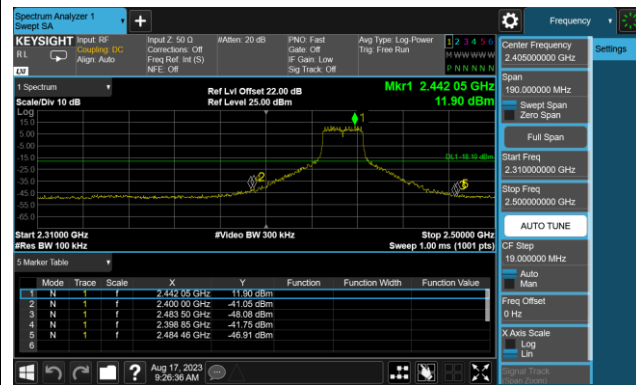 Spectrum Analyzer 1
Swept SA
Frequency
KEYSIGHT
Input: RF
Input Z: 50 Ω
#Atten: 20 dB
PNO: Fast
Avg Type: Log-Power
1 2 3 4 5 6
RL
Coupling: DC
Corrections: Off
Gate: Off
Trig: Free Run
M W W W W W
Align: Auto
Freq Ref: Int (S)
IF Gain: Low
P N N N N N
LXI
NFE: Off
Sig Track: Off
Center Frequency
2.405000000 GHz
Settings
Span
190.000000 MHz
Swept Span
Zero Span
Full Span
Start Freq
2.310000000 GHz
Stop Freq
2.500000000 GHz
AUTO TUNE
CF Step
19.000000 MHz
Auto
Man
Freq Offset
0 Hz
X Axis Scale
Log
Lin
Signal Track
(Span Zoom)
1 Spectrum
Ref Lvl Offset 22.00 dB
Mkr1 2.442 05 GHz
Scale/Div 10 dB
Ref Level 25.00 dBm
11.90 dBm
Log
15.0
5.00
-5.00
-15.0
DL1 -18.10 dBm
-25.0
-35.0
-45.0
-55.0
-65.0
Start 2.31000 GHz
#Video BW 300 kHz
Stop 2.50000 GHz
#Res BW 100 kHz
Sweep 1.00 ms (1001 pts)
5 Marker Table
Mode Trace Scale X Y Function Function Width Function Value
1 N 1 f 2.442 05 GHz 11.90 dBm
2 N 1 f 2.400 00 GHz -41.05 dBm
3 N 1 f 2.483 50 GHz -48.08 dBm
4 N 1 f 2.398 85 GHz -41.75 dBm
5 N 1 f 2.484 46 GHz -46.91 dBm
6
Aug 17, 2023
9:26:36 AM